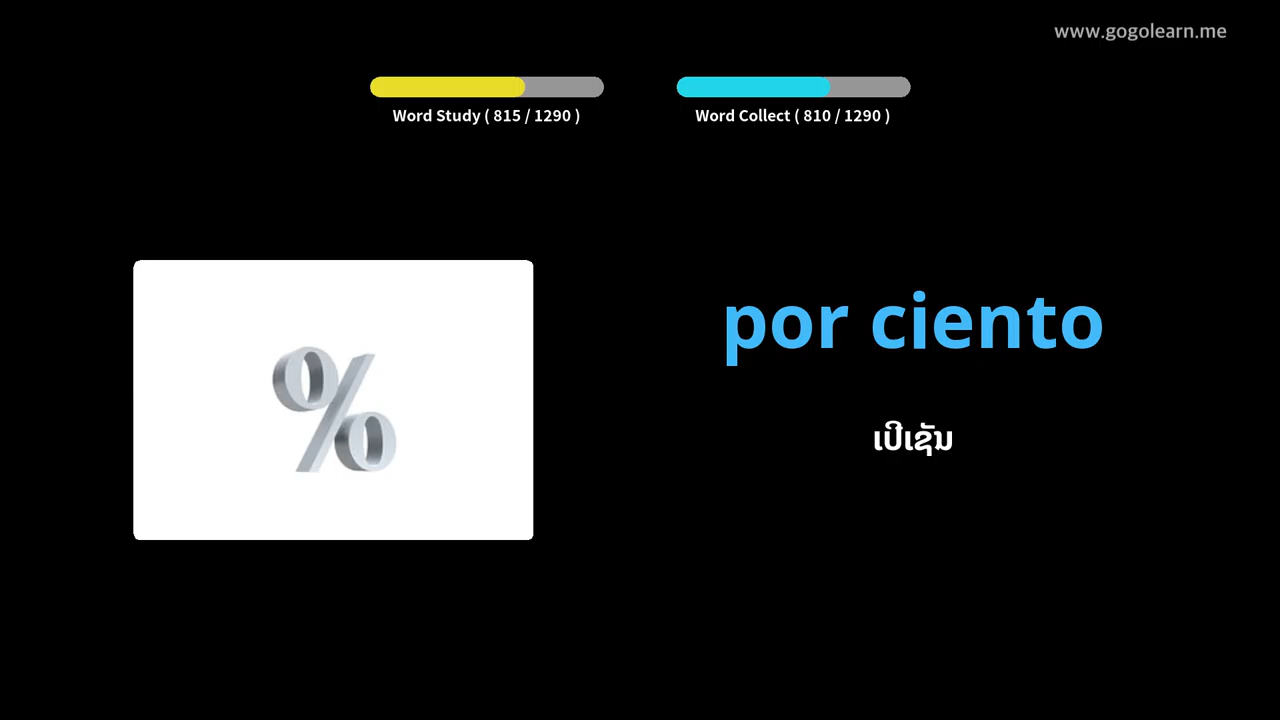 www.gogolearn.me
Word Study ( 815 / 1290 )
Word Collect ( 810 / 1290 )
%
por ciento
ເປີເຊັນ